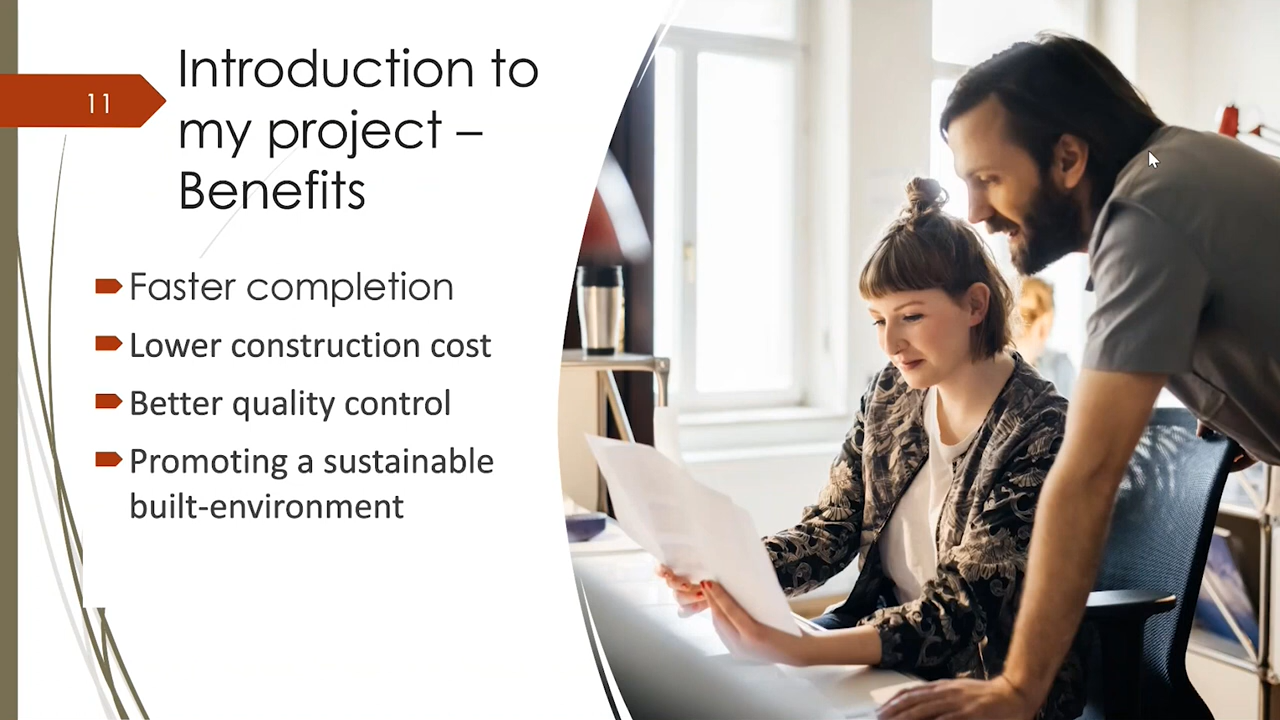 11
Introduction to
my project –
Benefits
Faster completion
Lower construction cost
Better quality control
Promoting a sustainable
built-environment